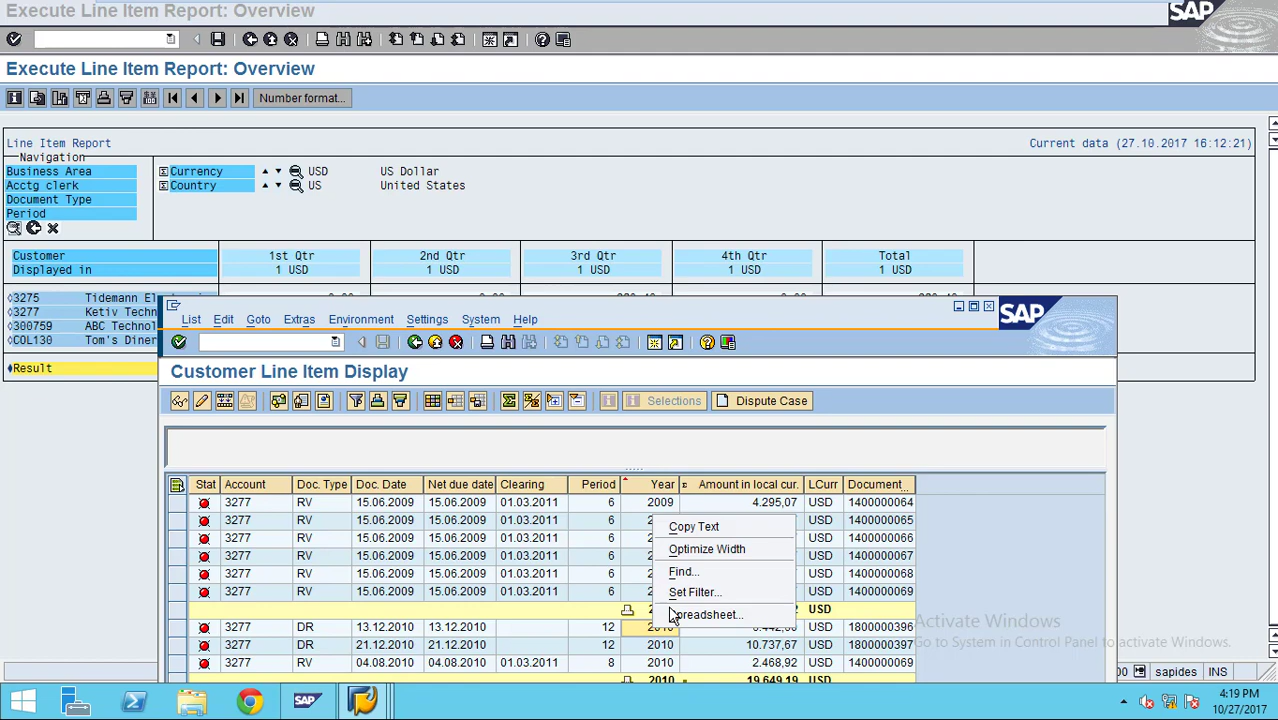 Execute Line Item Report: Overview
SAP
Execute Line Item Report: Overview
Number format...
Line Item Report
Current data (27.10.2017 16:12:21)
Navigation
Business Area
Currency USD US Dollar
Acctg clerk
Country US United States
Document Type
Period
Customer 1st Qtr 2nd Qtr 3rd Qtr 4th Qtr Total
Displayed in 1 USD 1 USD 1 USD 1 USD 1 USD
3275 Tidemann
3277 Ketiv
300759 ABC
COL130 Tom's Diner
Result
List Edit Goto Extras Environment Settings System Help
SAP
Customer Line Item Display
Selections Dispute Case
Stat Account Doc. Type Doc. Date Net due date Clearing Period Year Amount in local cur. LCurr Document
3277 RV 15.06.2009 15.06.2009 01.03.2011 6 2009 4.295,07 USD 1400000064
3277 RV 15.06.2009 15.06.2009 01.03.2011 6 USD 1400000065
3277 RV 15.06.2009 15.06.2009 01.03.2011 6 USD 1400000066
3277 RV 15.06.2009 15.06.2009 01.03.2011 6 USD 1400000067
3277 RV 15.06.2009 15.06.2009 01.03.2011 6 USD 1400000068
3277 RV 15.06.2009 15.06.2009 01.03.2011 6 USD 1400000069
USD
3277 DR 13.12.2010 13.12.2010 12 USD 1800000396
3277 DR 21.12.2010 21.12.2010 12 2010 10.737,67 USD 1800000397
3277 RV 04.08.2010 04.08.2010 01.03.2011 8 2010 2.468,92 USD 1400000069
2010 19.649,19 USD
Copy Text
Optimize Width
Find...
Set Filter...
Spreadsheet...
Activate Windows
Go to System in Control Panel to activate Windows.
sapides INS
SAP
4:19 PM
10/27/2017